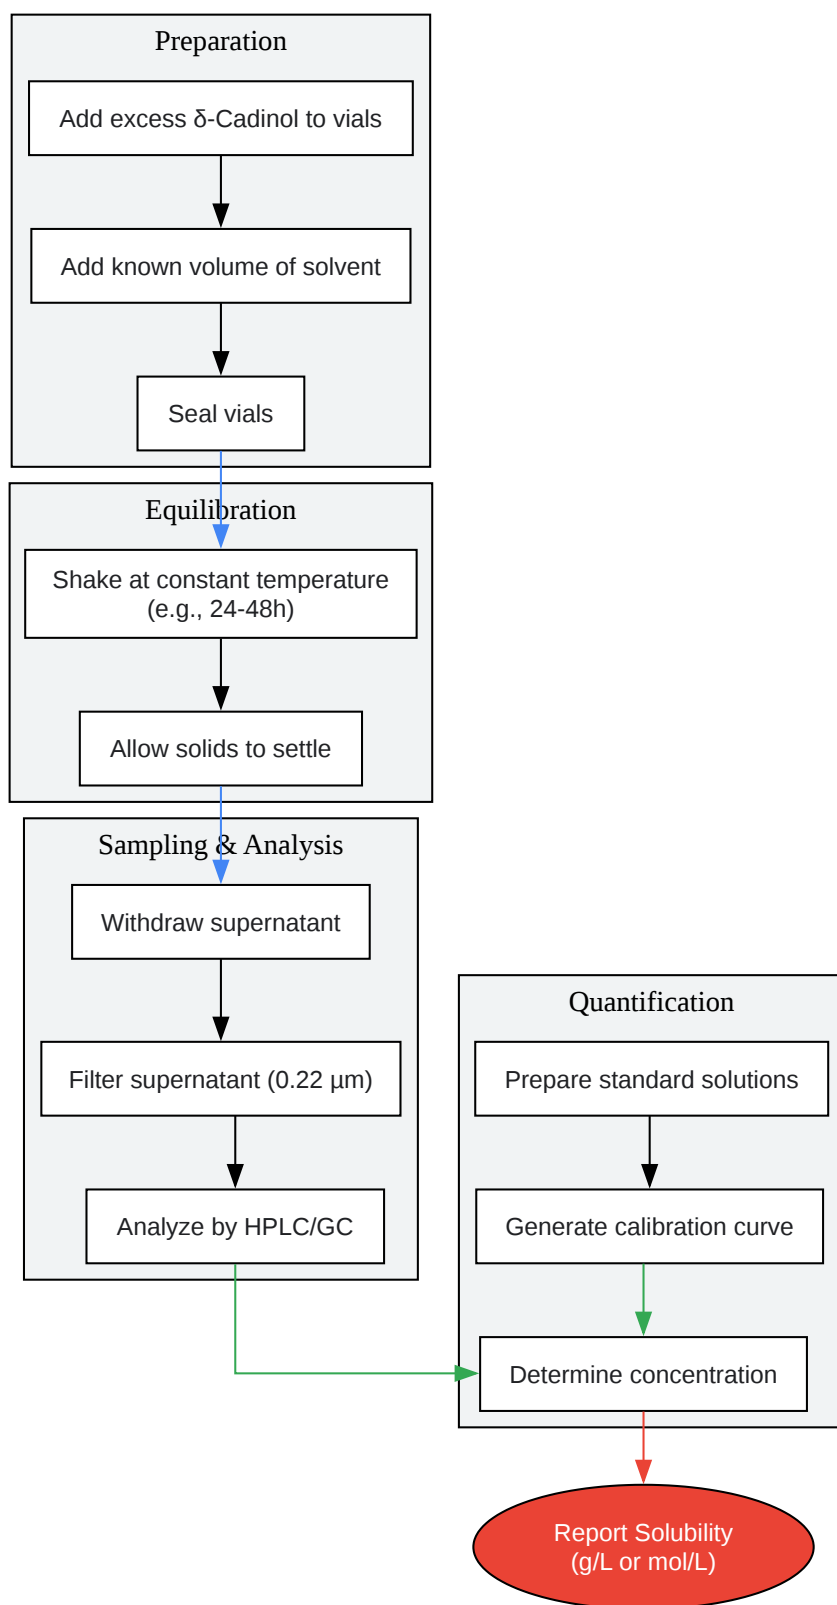 Preparation
Add excess δ-Cadinol to vials
Add known volume of solvent
Seal vials
Equilibration
Shake at constant temperature
(e.g., 24-48h)
Allow solids to settle
Sampling & Analysis
Withdraw supernatant
Filter supernatant (0.22 µm)
Analyze by HPLC/GC
Quantification
Prepare standard solutions
Generate calibration curve
Determine concentration
Report Solubility
(g/L or mol/L)